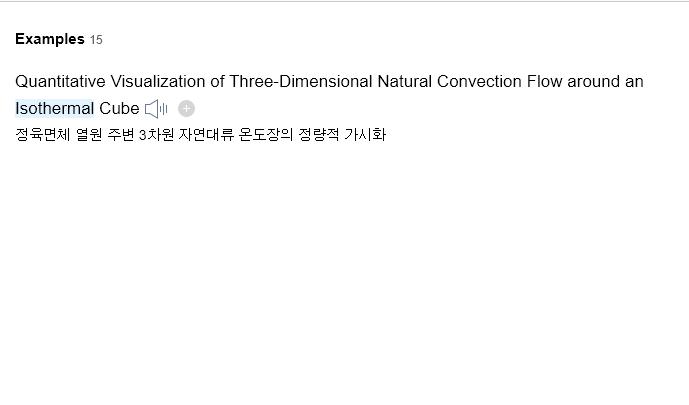 Examples 15
Quantitative Visualization of Three-Dimensional Natural Convection Flow around an
Isothermal Cube
정육면체 열원 주변 3차원 자연대류 온도장의 정량적 가시화